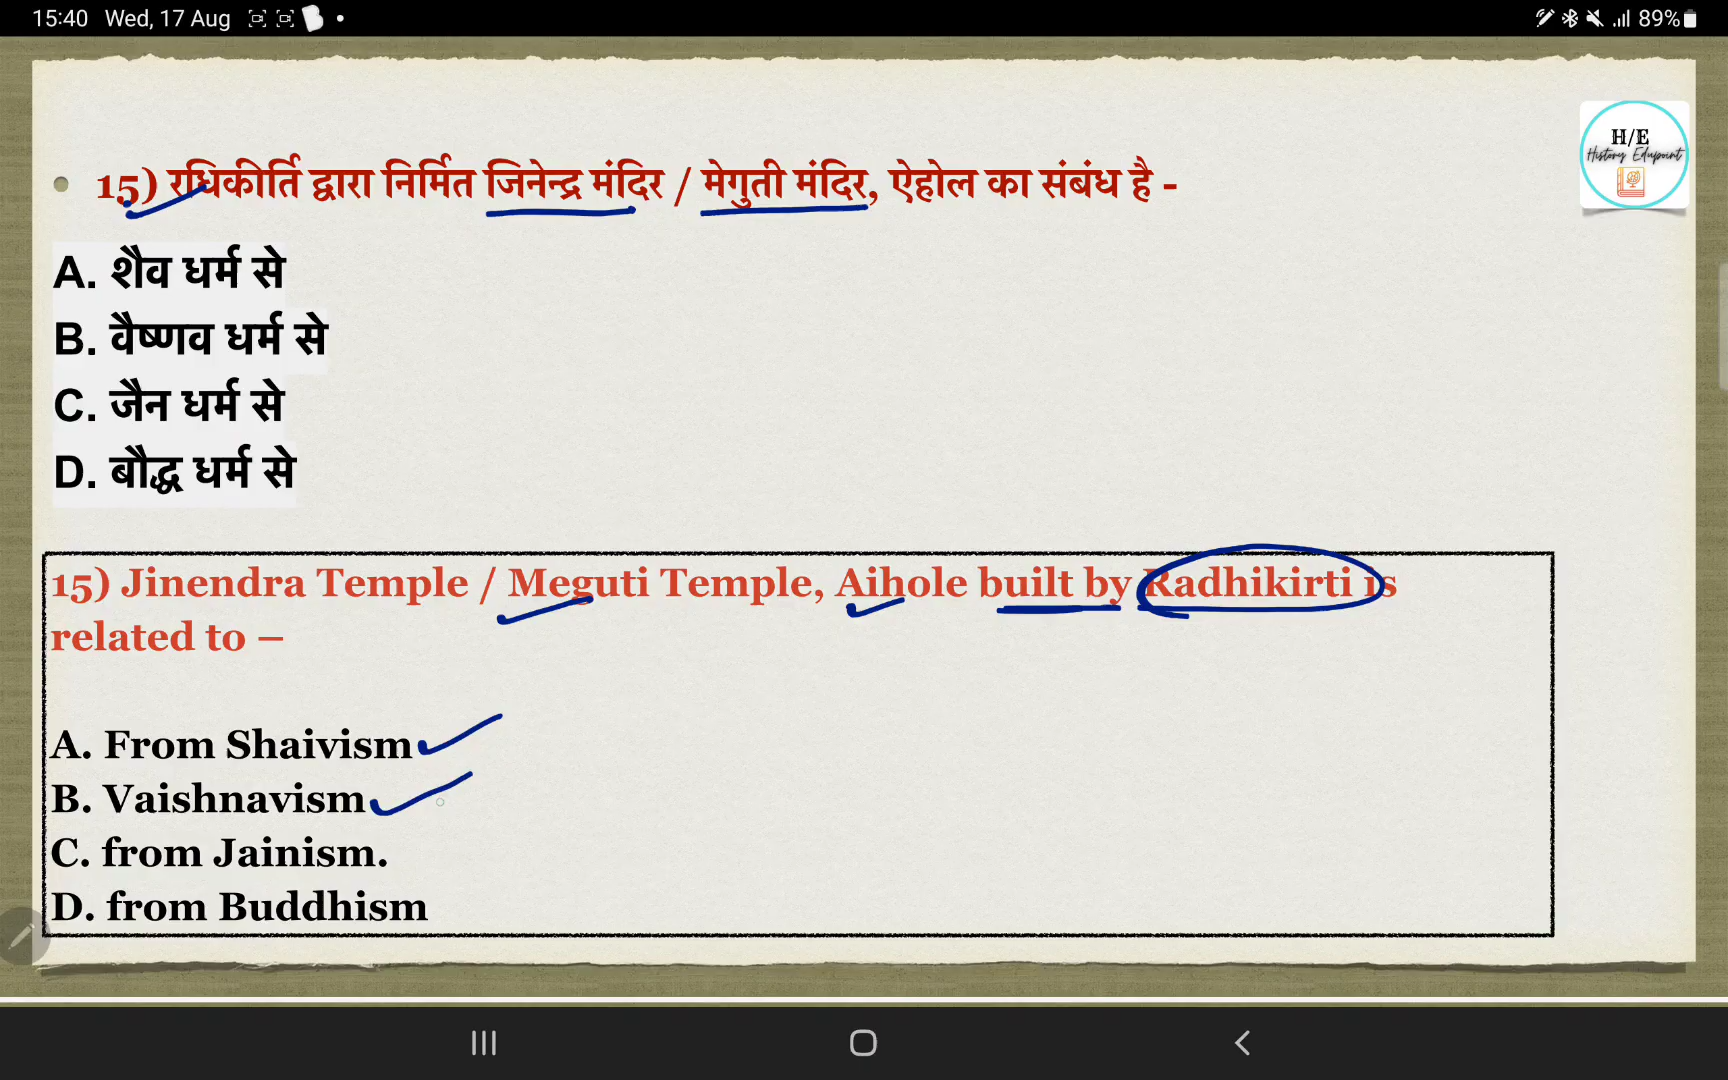 15:40 Wed, 17 Aug
89%
H/E
History Edupoint
15) रधिकीर्ति द्वारा निर्मित जिनेन्द्र मंदिर / मेगुती मंदिर, ऐहोल का संबंध है -
A. शैव धर्म से
B. वैष्णव धर्म से
C. जैन धर्म से
D. बौद्ध धर्म से
15) Jinendra Temple / Meguti Temple, Aihole built by Radhikirti is
related to –
A. From Shaivism
B. Vaishnavism
C. from Jainism.
D. from Buddhism